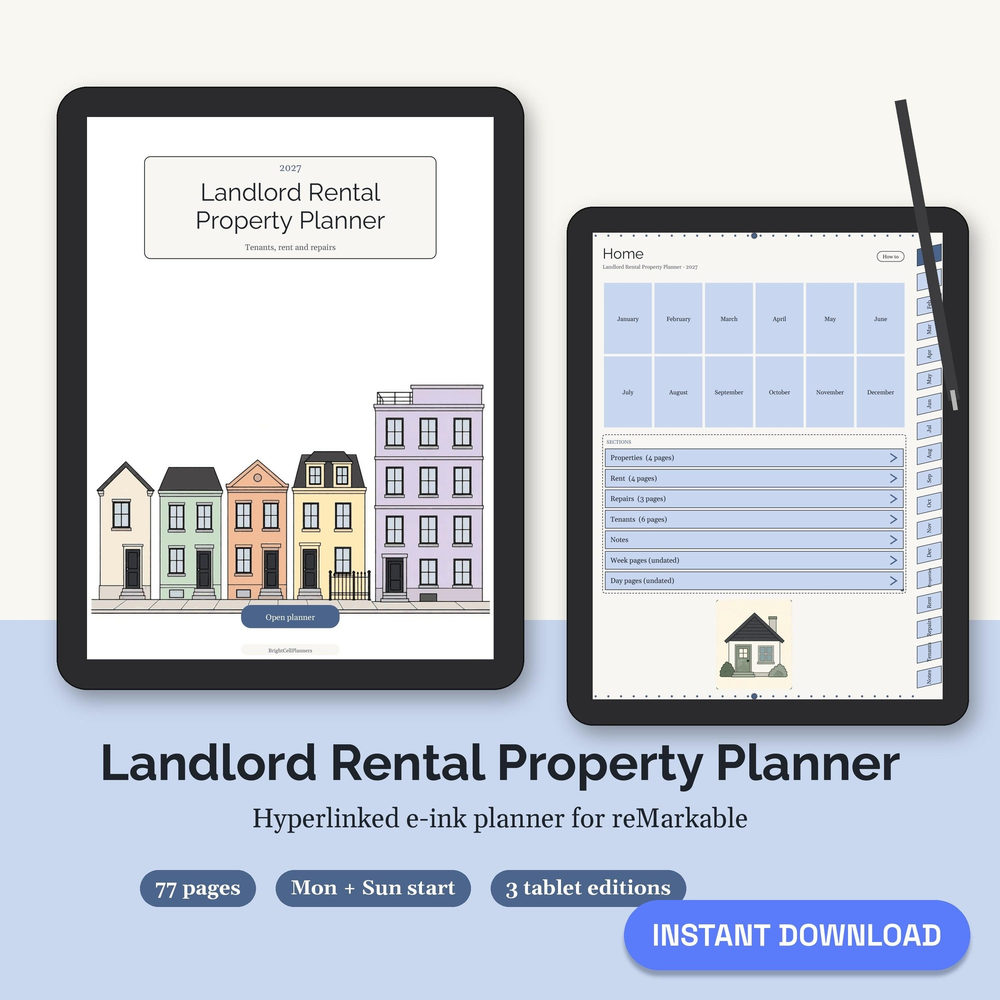 2027
Landlord Rental
Property Planner
Tenants, rent and repairs
Open planner
BrightCellPlanners
Home
How to
Landlord Rental Property Planner - 2027
January
February
March
April
May
June
July
August
September
October
November
December
SECTIONS
Properties (4 pages)
Rent (4 pages)
Repairs (3 pages)
Tenants (6 pages)
Notes
Week pages (undated)
Day pages (undated)
Feb
Mar
Apr
May
Jun
Jul
Aug
Sep
Oct
Nov
Dec
Properties
Rent
Repairs
Tenants
Notes
Landlord Rental Property Planner
Hyperlinked e-ink planner for reMarkable
77 pages
Mon + Sun start
3 tablet editions
INSTANT DOWNLOAD